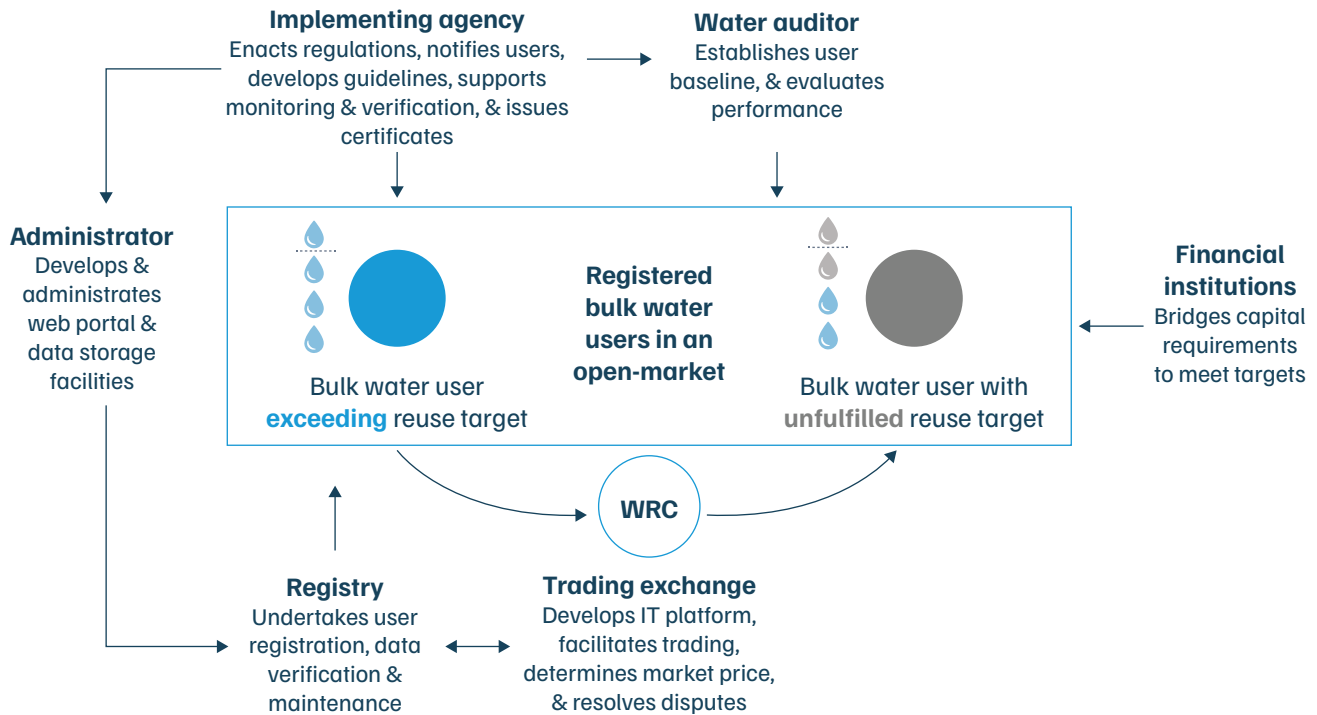 Implementing agency
Enacts regulations, notifies users,
develops guidelines, supports
monitoring & verification, & issues
certificates
Water auditor
Establishes user
baseline, & evaluates
performance
Administrator
Develops &
administrates
web portal &
data storage
facilities
Bulk water user
exceeding reuse target
Registered
bulk water
users in an
open-market
Bulk water user with
unfulfilled reuse target
Financial
institutions
Bridges capital
requirements
to meet targets
WRC
Registry
Undertakes user
registration, data
verification &
maintenance
Trading exchange
Develops IT platform,
facilitates trading,
determines market price,
& resolves disputes